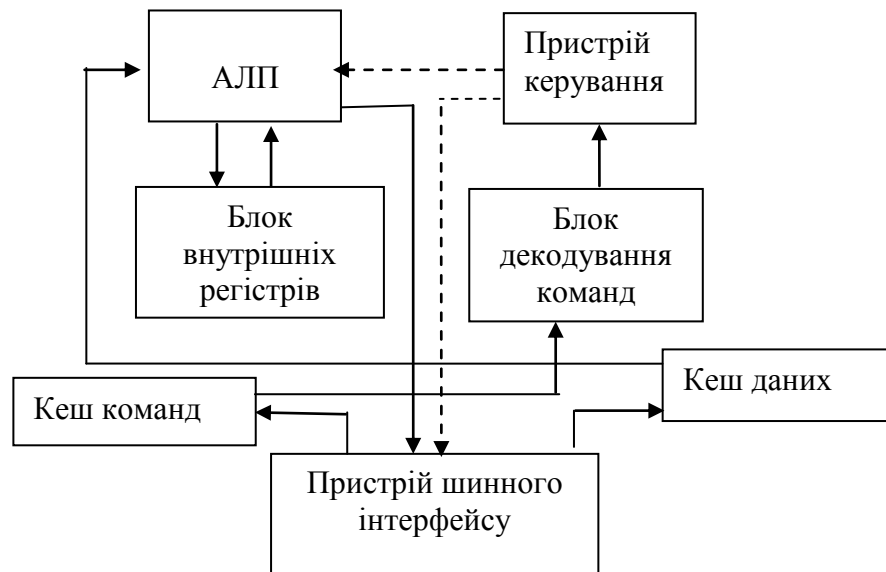 АЛП
Пристрій
керування
Блок
внутрішніх
регістрів
Блок
декодування
команд
Кеш команд
Кеш даних
Пристрій шинного
інтерфейсу